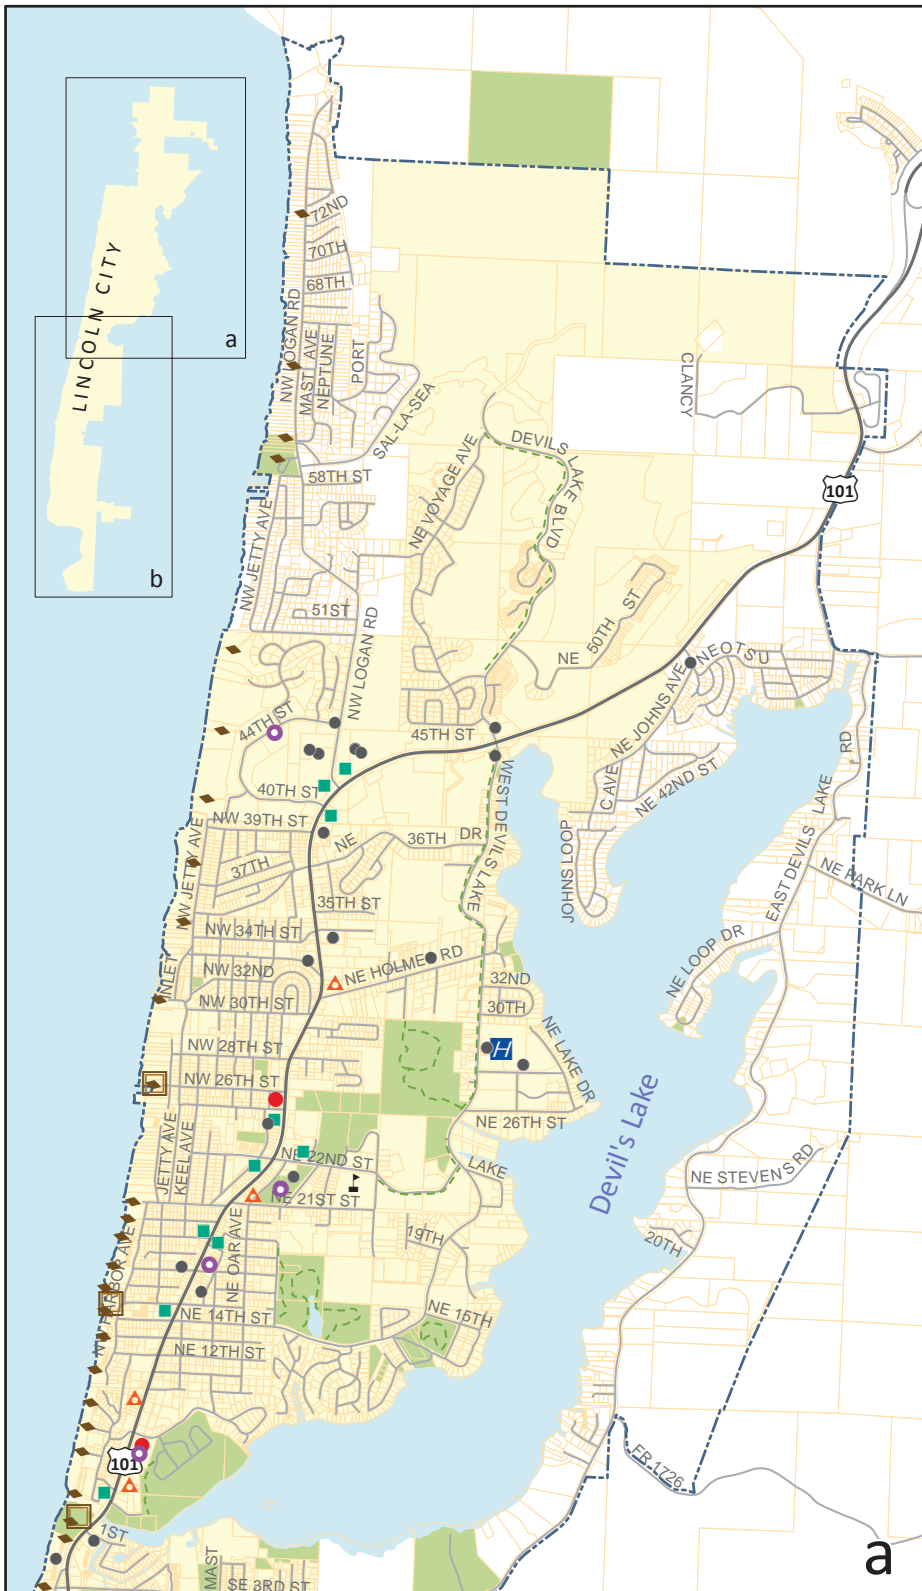 LINCOLN CITY
a
b
72ND
70TH
68TH
NW LOGAN RD
MAST AVE
NEPTUNE
PORT
SAL-LA-SEA
58TH ST
NW JETTY AVE
51ST
NW LOGAN RD
NE VOYAGE AVE
DEVILS LAKE BLVD
CLANCY
101
NE 50TH ST
NEOTSU
NE JOHNS AVE
44TH ST
45TH ST
40TH ST
C AVE
NE 42ND ST
NW 39TH ST
NE 36TH DR
WEST DEVILS LAKE
JOHNS LOOP
EAST DEVILS LAKE RD
NE PARK LN
NW JETTY AVE
37TH
35TH ST
NW 34TH ST
NE LOOP DR
INLET
NW 32ND
NE HOLMES RD
32ND
NW 30TH ST
30TH
NW 28TH ST
NE LAKE DR
H
NW 26TH ST
NE 26TH ST
Devil's Lake
JETTY AVE
KEEL AVE
NE 22ND ST
LAKE
NE STEVENS RD
NE 21ST ST
NE OAR AVE
19TH
20TH
NW HARBOR AVE
NE 14TH ST
NE 15TH
NE 12TH ST
101
FR 1726
1ST
MAST
SE 3RD ST
a